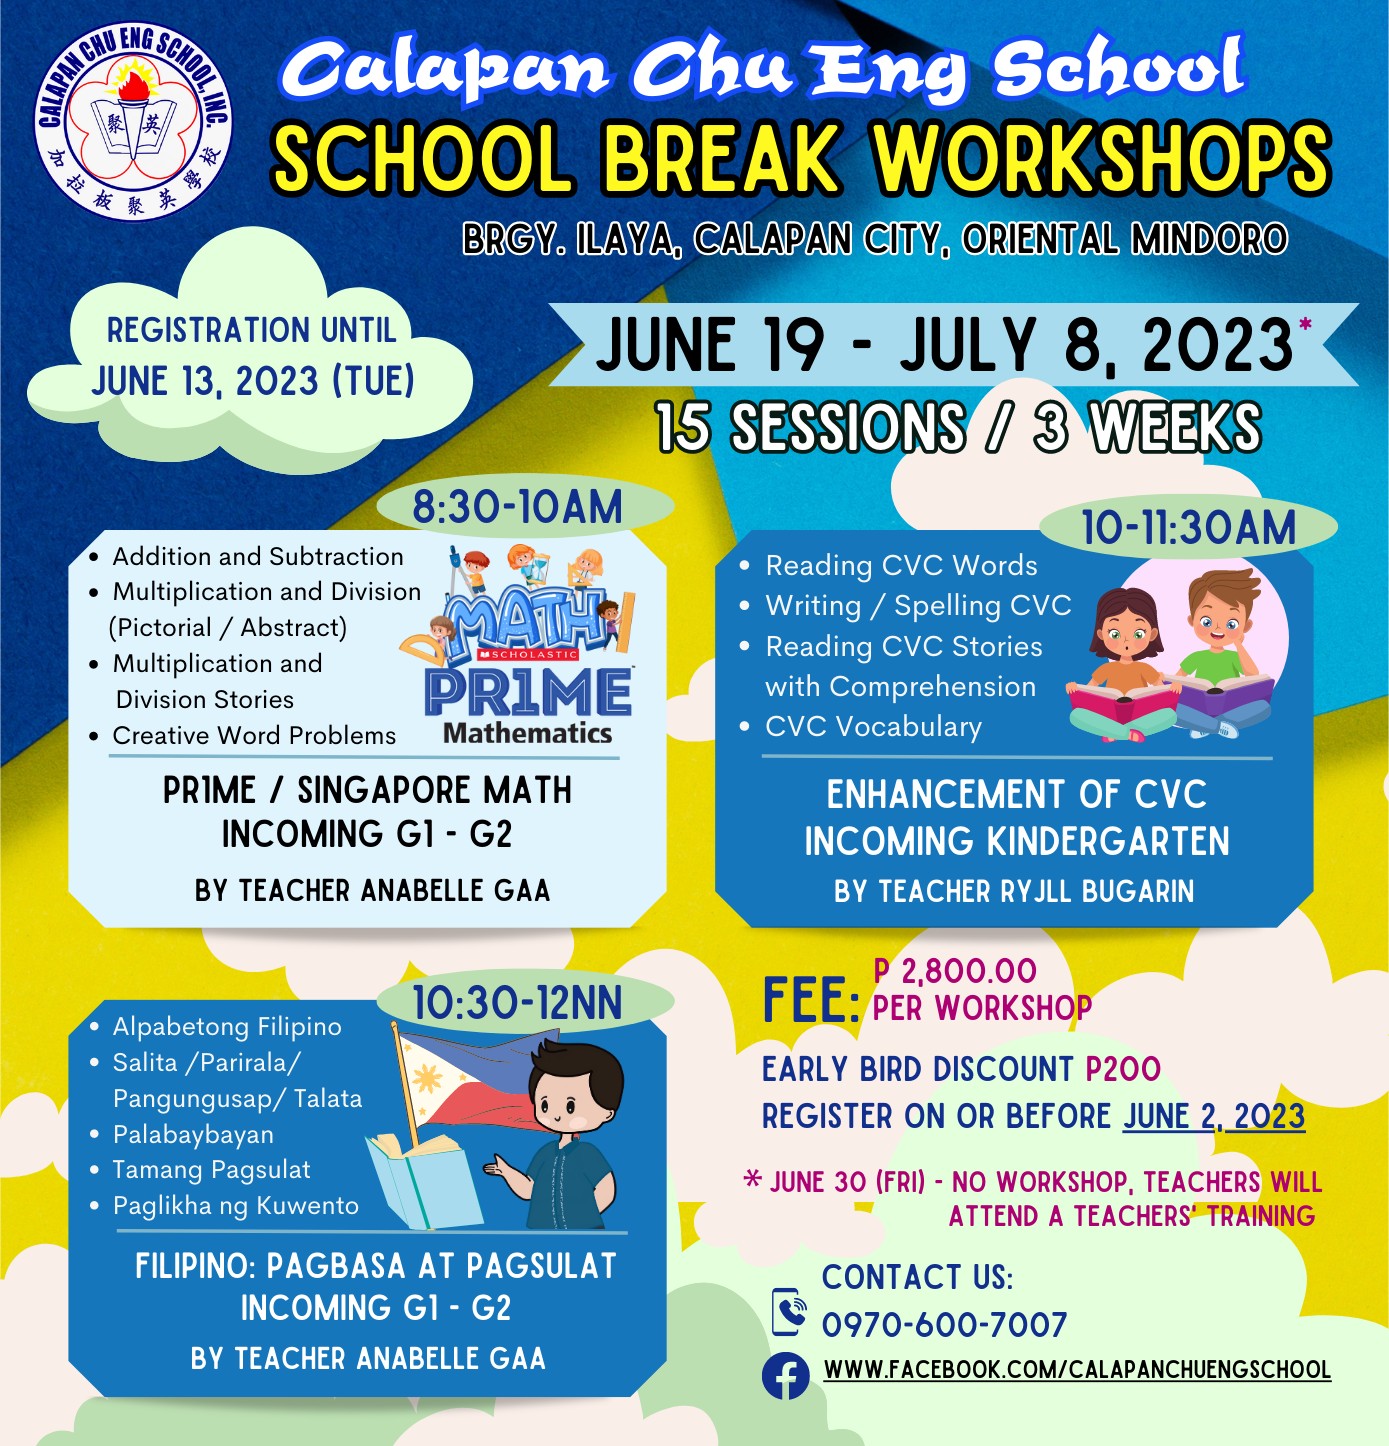 CALAPAN CHU ENG SCHOOL, INC.
聚 英
加拉板聚英學校
Calapan Chu Eng School
SCHOOL BREAK WORKSHOPS
BRGY. ILAYA, CALAPAN CITY, ORIENTAL MINDORO
REGISTRATION UNTIL
JUNE 13, 2023 (TUE)
JUNE 19 - JULY 8, 2023*
15 SESSIONS / 3 WEEKS
8:30-10AM
• Addition and Subtraction
• Multiplication and Division
(Pictorial / Abstract)
• Multiplication and
Division Stories
• Creative Word Problems
MATH
SCHOLASTIC
PR1ME™
Mathematics
PR1ME / SINGAPORE MATH
INCOMING G1 - G2
BY TEACHER ANABELLE GAA
10-11:30AM
• Reading CVC Words
• Writing / Spelling CVC
• Reading CVC Stories
with Comprehension
• CVC Vocabulary
ENHANCEMENT OF CVC
INCOMING KINDERGARTEN
BY TEACHER RYJLL BUGARIN
10:30-12NN
• Alpabetong Filipino
• Salita /Parirala/
Pangungusap/ Talata
• Palabaybayan
• Tamang Pagsulat
• Paglikha ng Kuwento
FILIPINO: PAGBASA AT PAGSULAT
INCOMING G1 - G2
BY TEACHER ANABELLE GAA
FEE: P 2,800.00
PER WORKSHOP
EARLY BIRD DISCOUNT P200
REGISTER ON OR BEFORE JUNE 2, 2023
* JUNE 30 (FRI) - NO WORKSHOP, TEACHERS WILL
ATTEND A TEACHERS' TRAINING
CONTACT US:
0970-600-7007
WWW.FACEBOOK.COM/CALAPANCHUENGSCHOOL